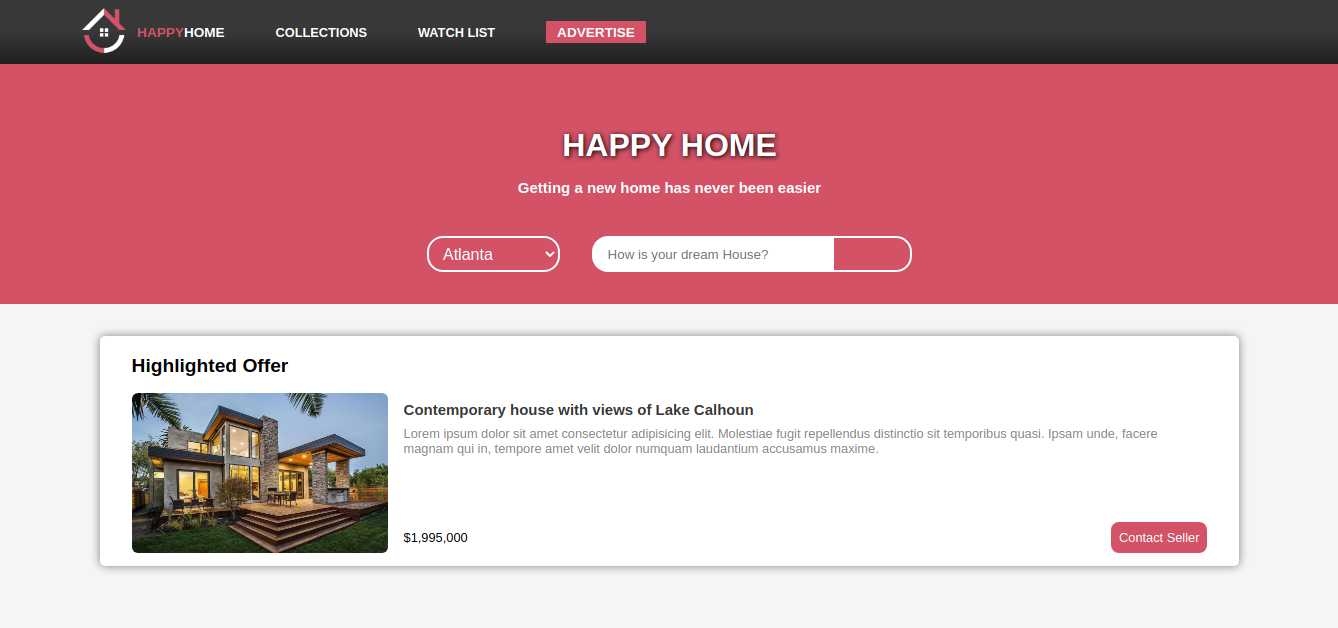 HAPPYHOME
COLLECTIONS
WATCH LIST
ADVERTISE
HAPPY HOME
Getting a new home has never been easier
Atlanta
How is your dream House?
Highlighted Offer
Contemporary house with views of Lake Calhoun
Lorem ipsum dolor sit amet consectetur adipisicing elit. Molestiae fugit repellendus distinctio sit temporibus quasi. Ipsam unde, facere
magnam qui in, tempore amet velit dolor numquam laudantium accusamus maxime.
$1,995,000
Contact Seller